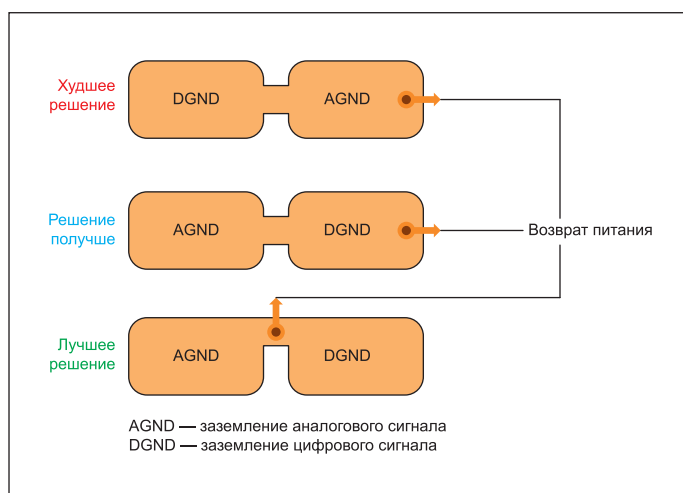 Худшее
решение
DGND
AGND
Решение
получше
AGND
DGND
Возврат питания
Лучшее
решение
AGND
DGND
AGND — заземление аналогового сигнала
DGND — заземление цифрового сигнала